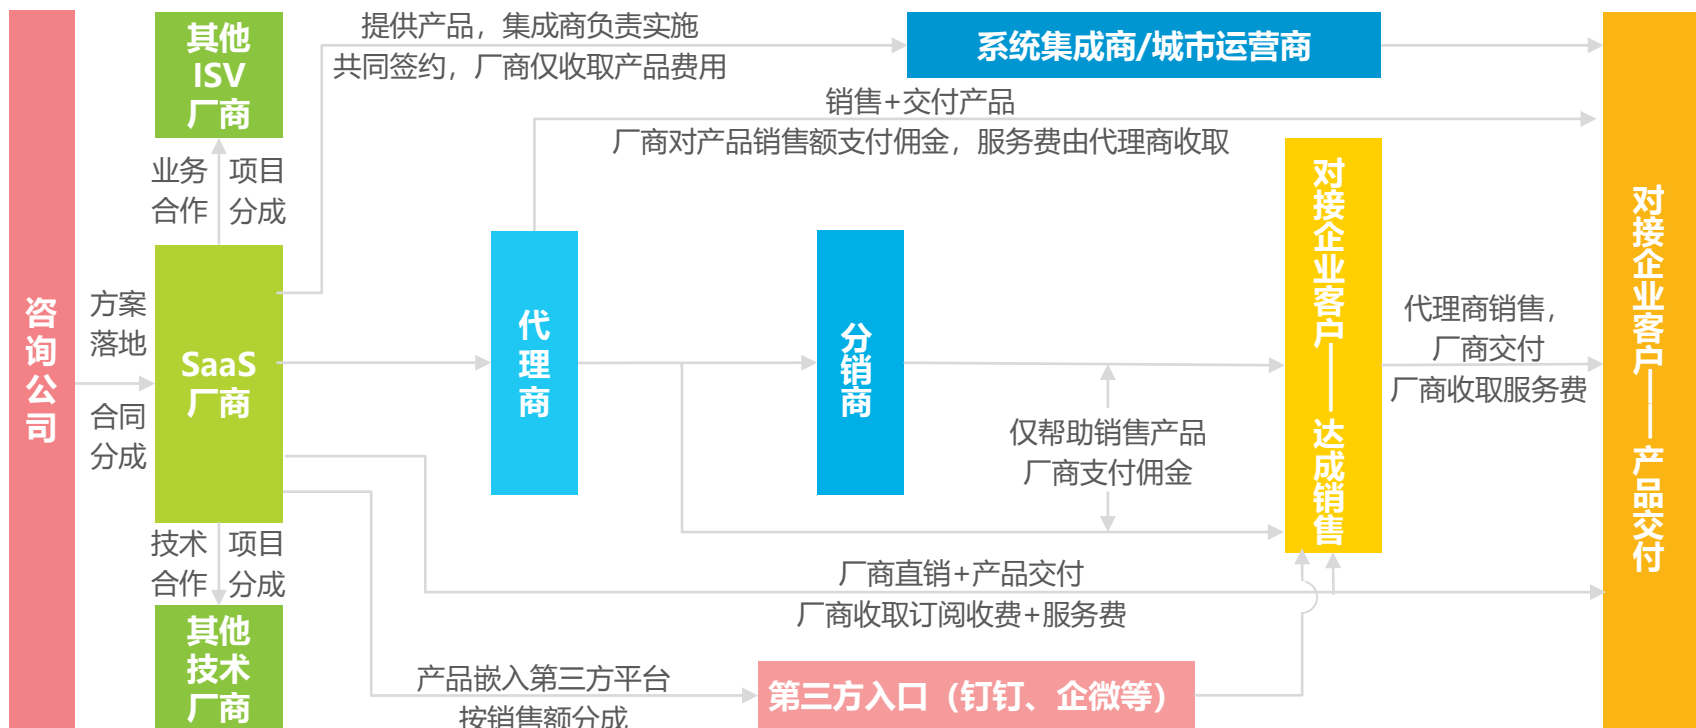 咨询公司
其他
ISV
厂商
业务
合作
项目
分成
方案
落地
合同
分成
SaaS
厂商
技术
合作
项目
分成
其他
技术
厂商
提供产品，集成商负责实施
共同签约，厂商仅收取产品费用
系统集成商/城市运营商
销售+交付产品
厂商对产品销售额支付佣金，服务费由代理商收取
代理商
分销商
仅帮助销售产品
厂商支付佣金
对接企业客户——达成销售
代理商销售，
厂商交付
厂商收取服务费
对接企业客户——产品交付
厂商直销+产品交付
厂商收取订阅收费+服务费
产品嵌入第三方平台
按销售额分成
第三方入口（钉钉、企微等）